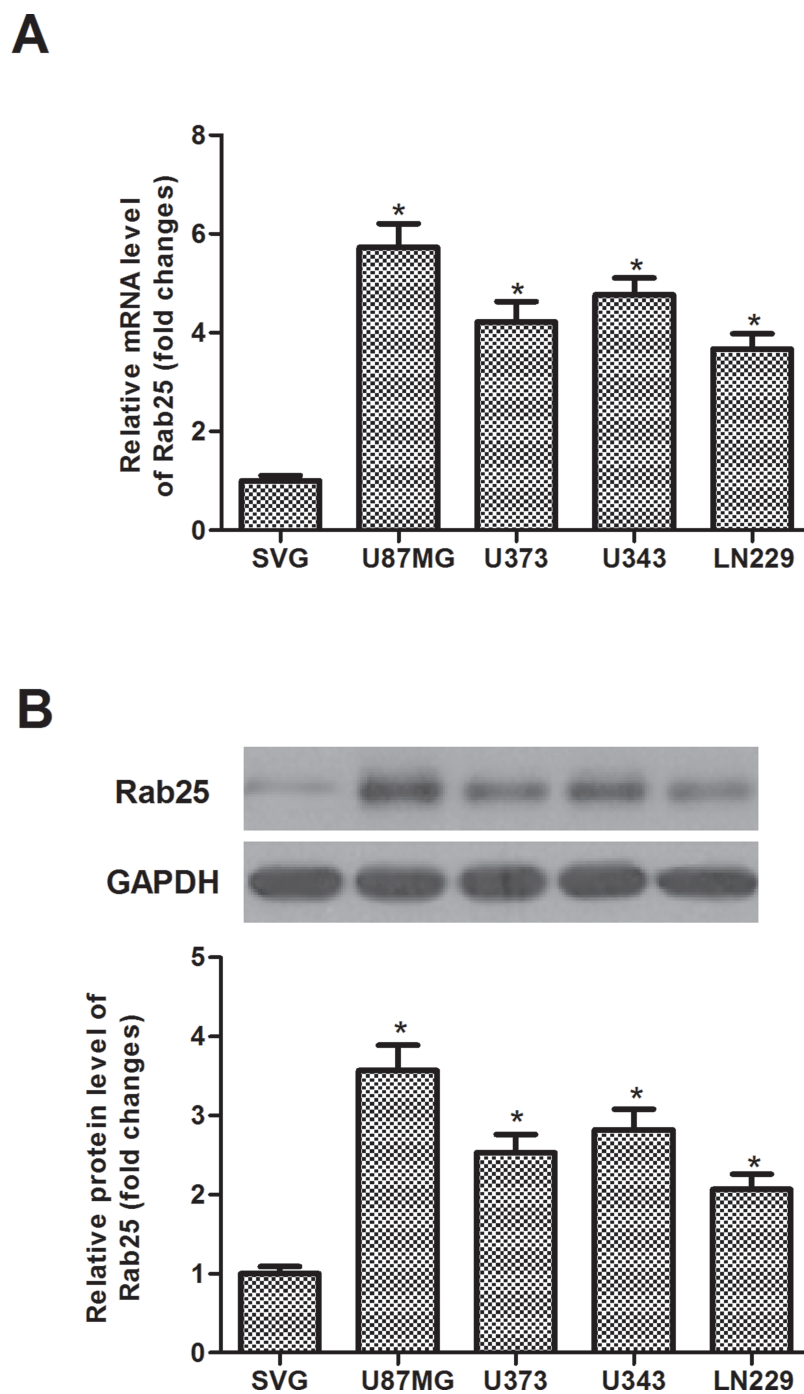 A
Relative mRNA level
of Rab25 (fold changes)
8
6
4
2
0
*
*
*
*
SVG
U87MG
U373
U343
LN229
B
Rab25
GAPDH
Relative protein level of
Rab25 (fold changes)
5
4
3
2
1
0
*
*
*
*
SVG
U87MG
U373
U343
LN229